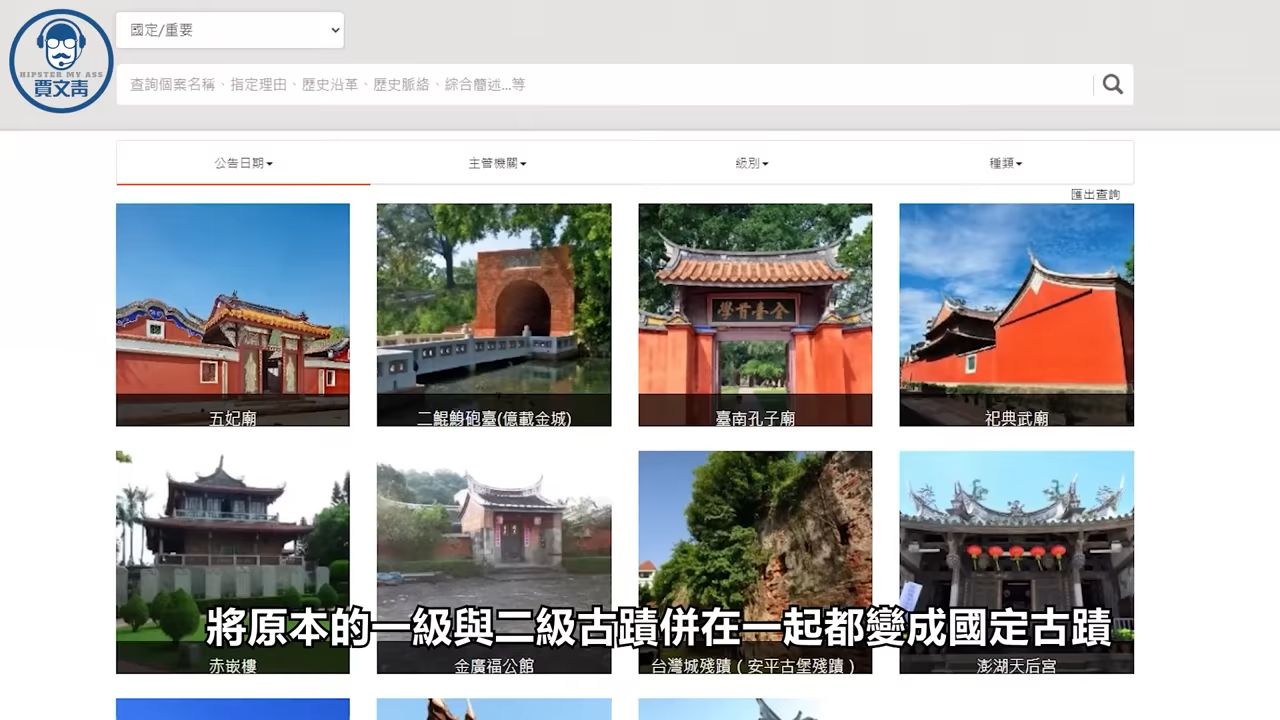 國定/重要
HIPSTER MY ASS
賈文青
查詢個案名稱、指定理由、歷史沿革、歷史脈絡、綜合簡述...等
公告日期
主管機關
級別
種類
匯出查詢
學首臺全
五妃廟
二鯤鯓砲臺(億載金城)
臺南孔子廟
祀典武廟
將原本的一級與二級古蹟併在一起都變成國定古蹟
赤嵌樓
金廣福公館
台灣城殘蹟(安平古堡殘蹟)
澎湖天后宮